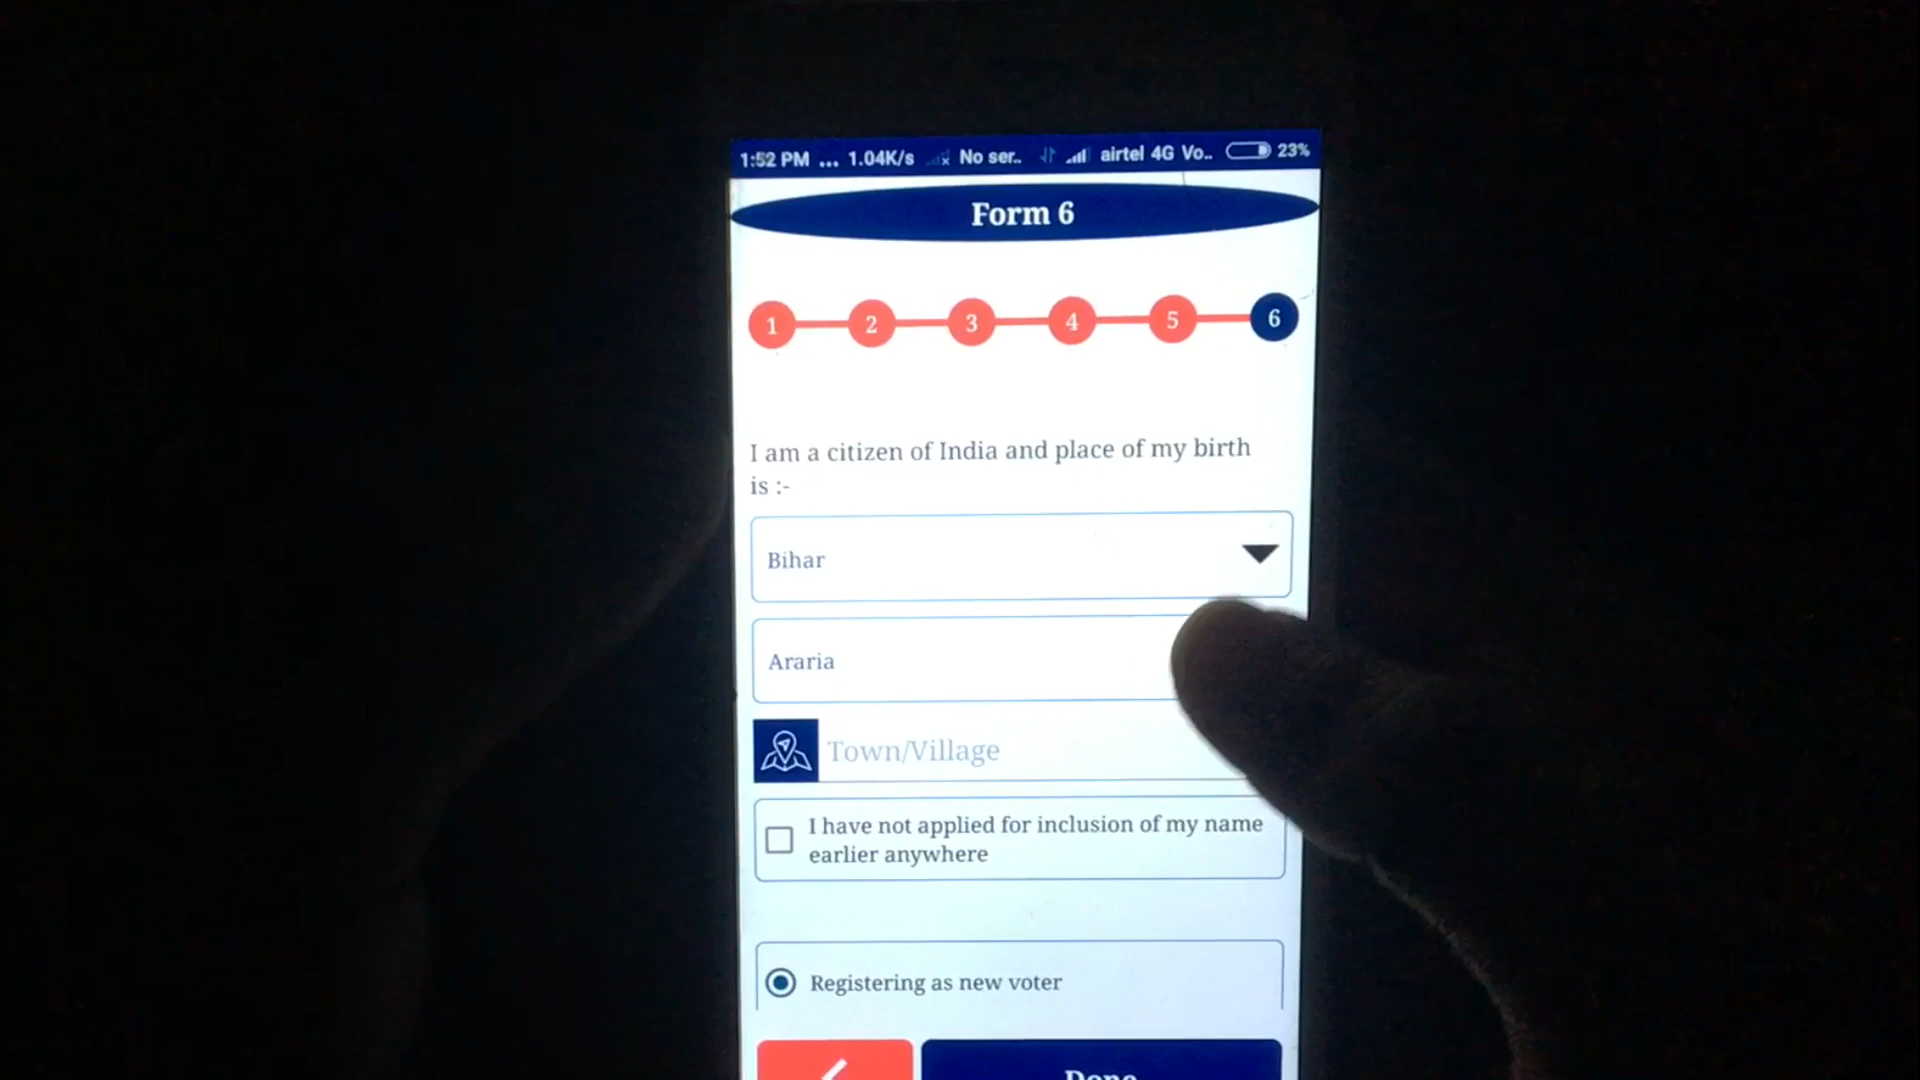 1:52 PM ... 1.04K/s No ser.. airtel 4G Vo.. 23%
Form 6
1 2 3 4 5 6
I am a citizen of India and place of my birth
is :-
Bihar
Araria
Town/Village
I have not applied for inclusion of my name
earlier anywhere
Registering as new voter
Done